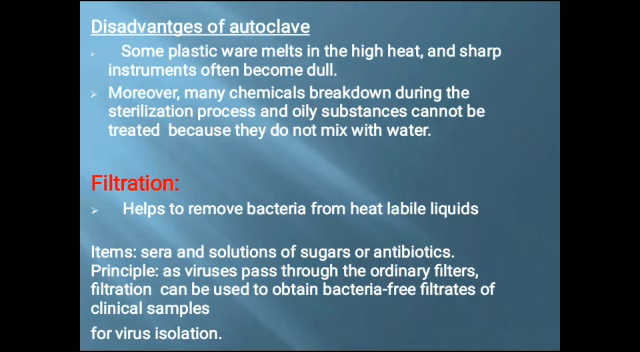 Disadvantges of autoclave
Some plastic ware melts in the high heat, and sharp
instruments often become dull.
Moreover, many chemicals breakdown during the
sterilization process and oily substances cannot be
treated because they do not mix with water.
Filtration:
Helps to remove bacteria from heat labile liquids
Items: sera and solutions of sugars or antibiotics.
Principle: as viruses pass through the ordinary filters,
filtration can be used to obtain bacteria-free filtrates of
clinical samples
for virus isolation.